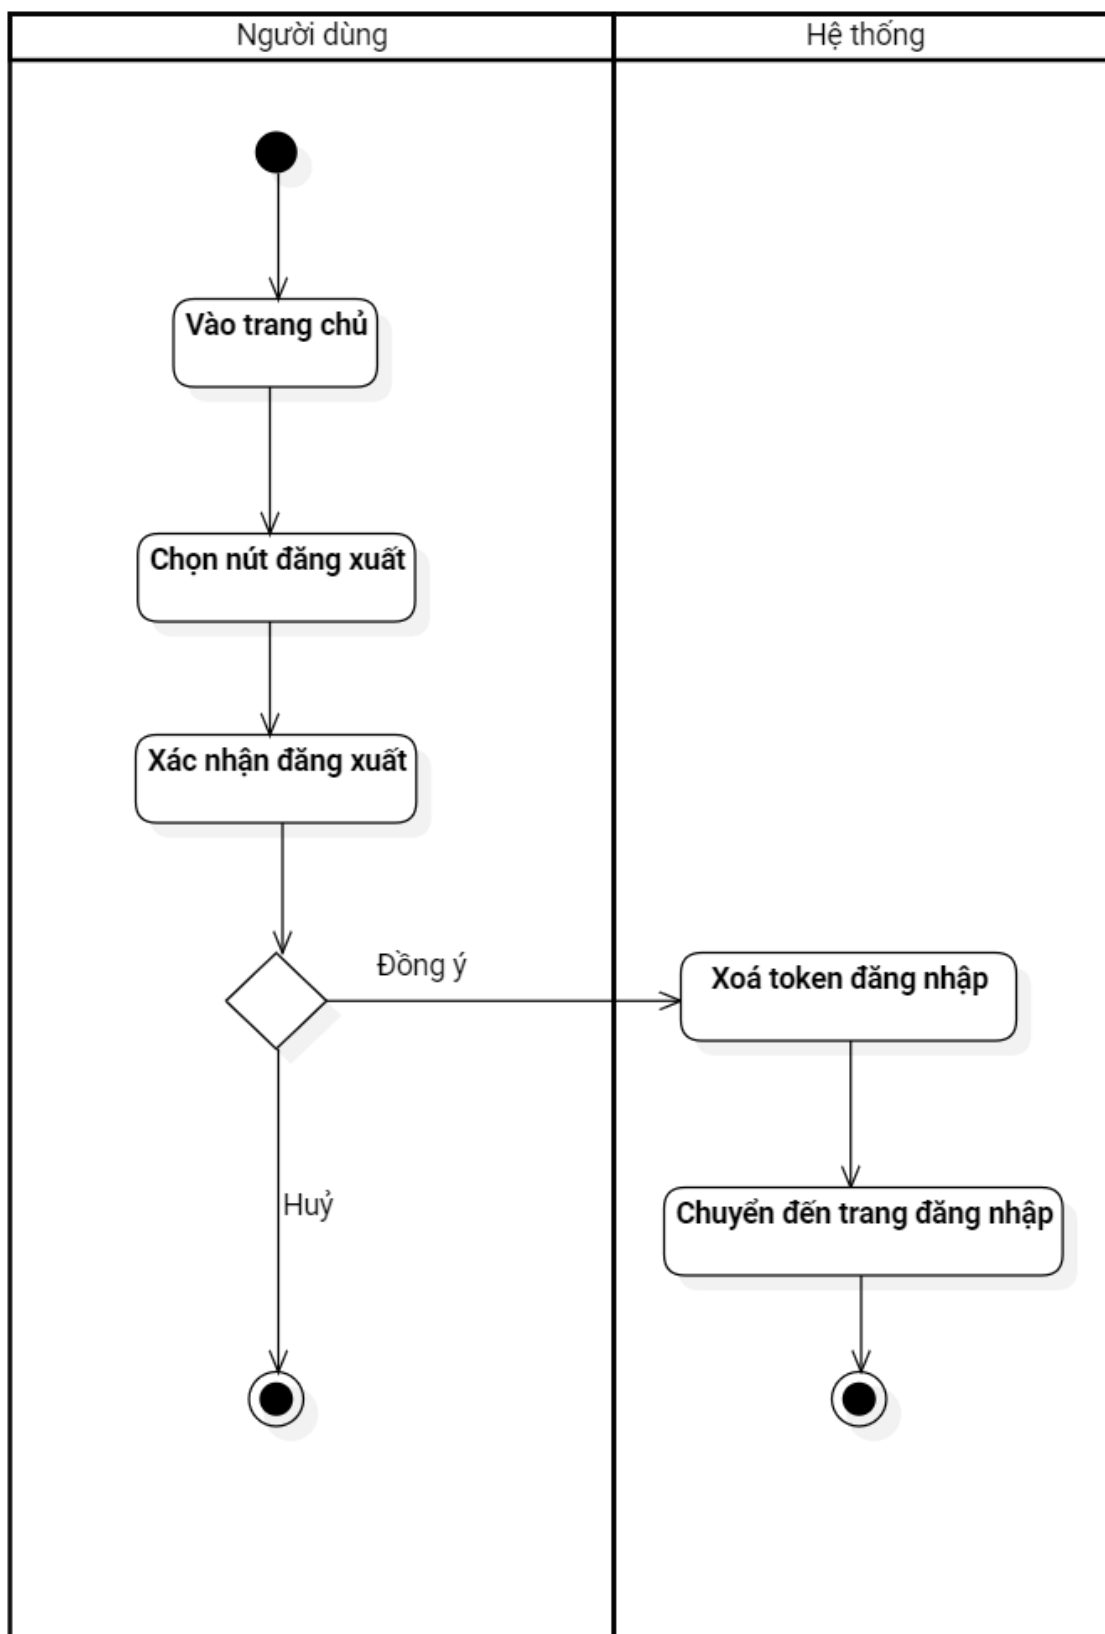 Người dùng
Hệ thống
Vào trang chủ
Chọn nút đăng xuất
Xác nhận đăng xuất
Đồng ý
Xoá token đăng nhập
Huỷ
Chuyển đến trang đăng nhập